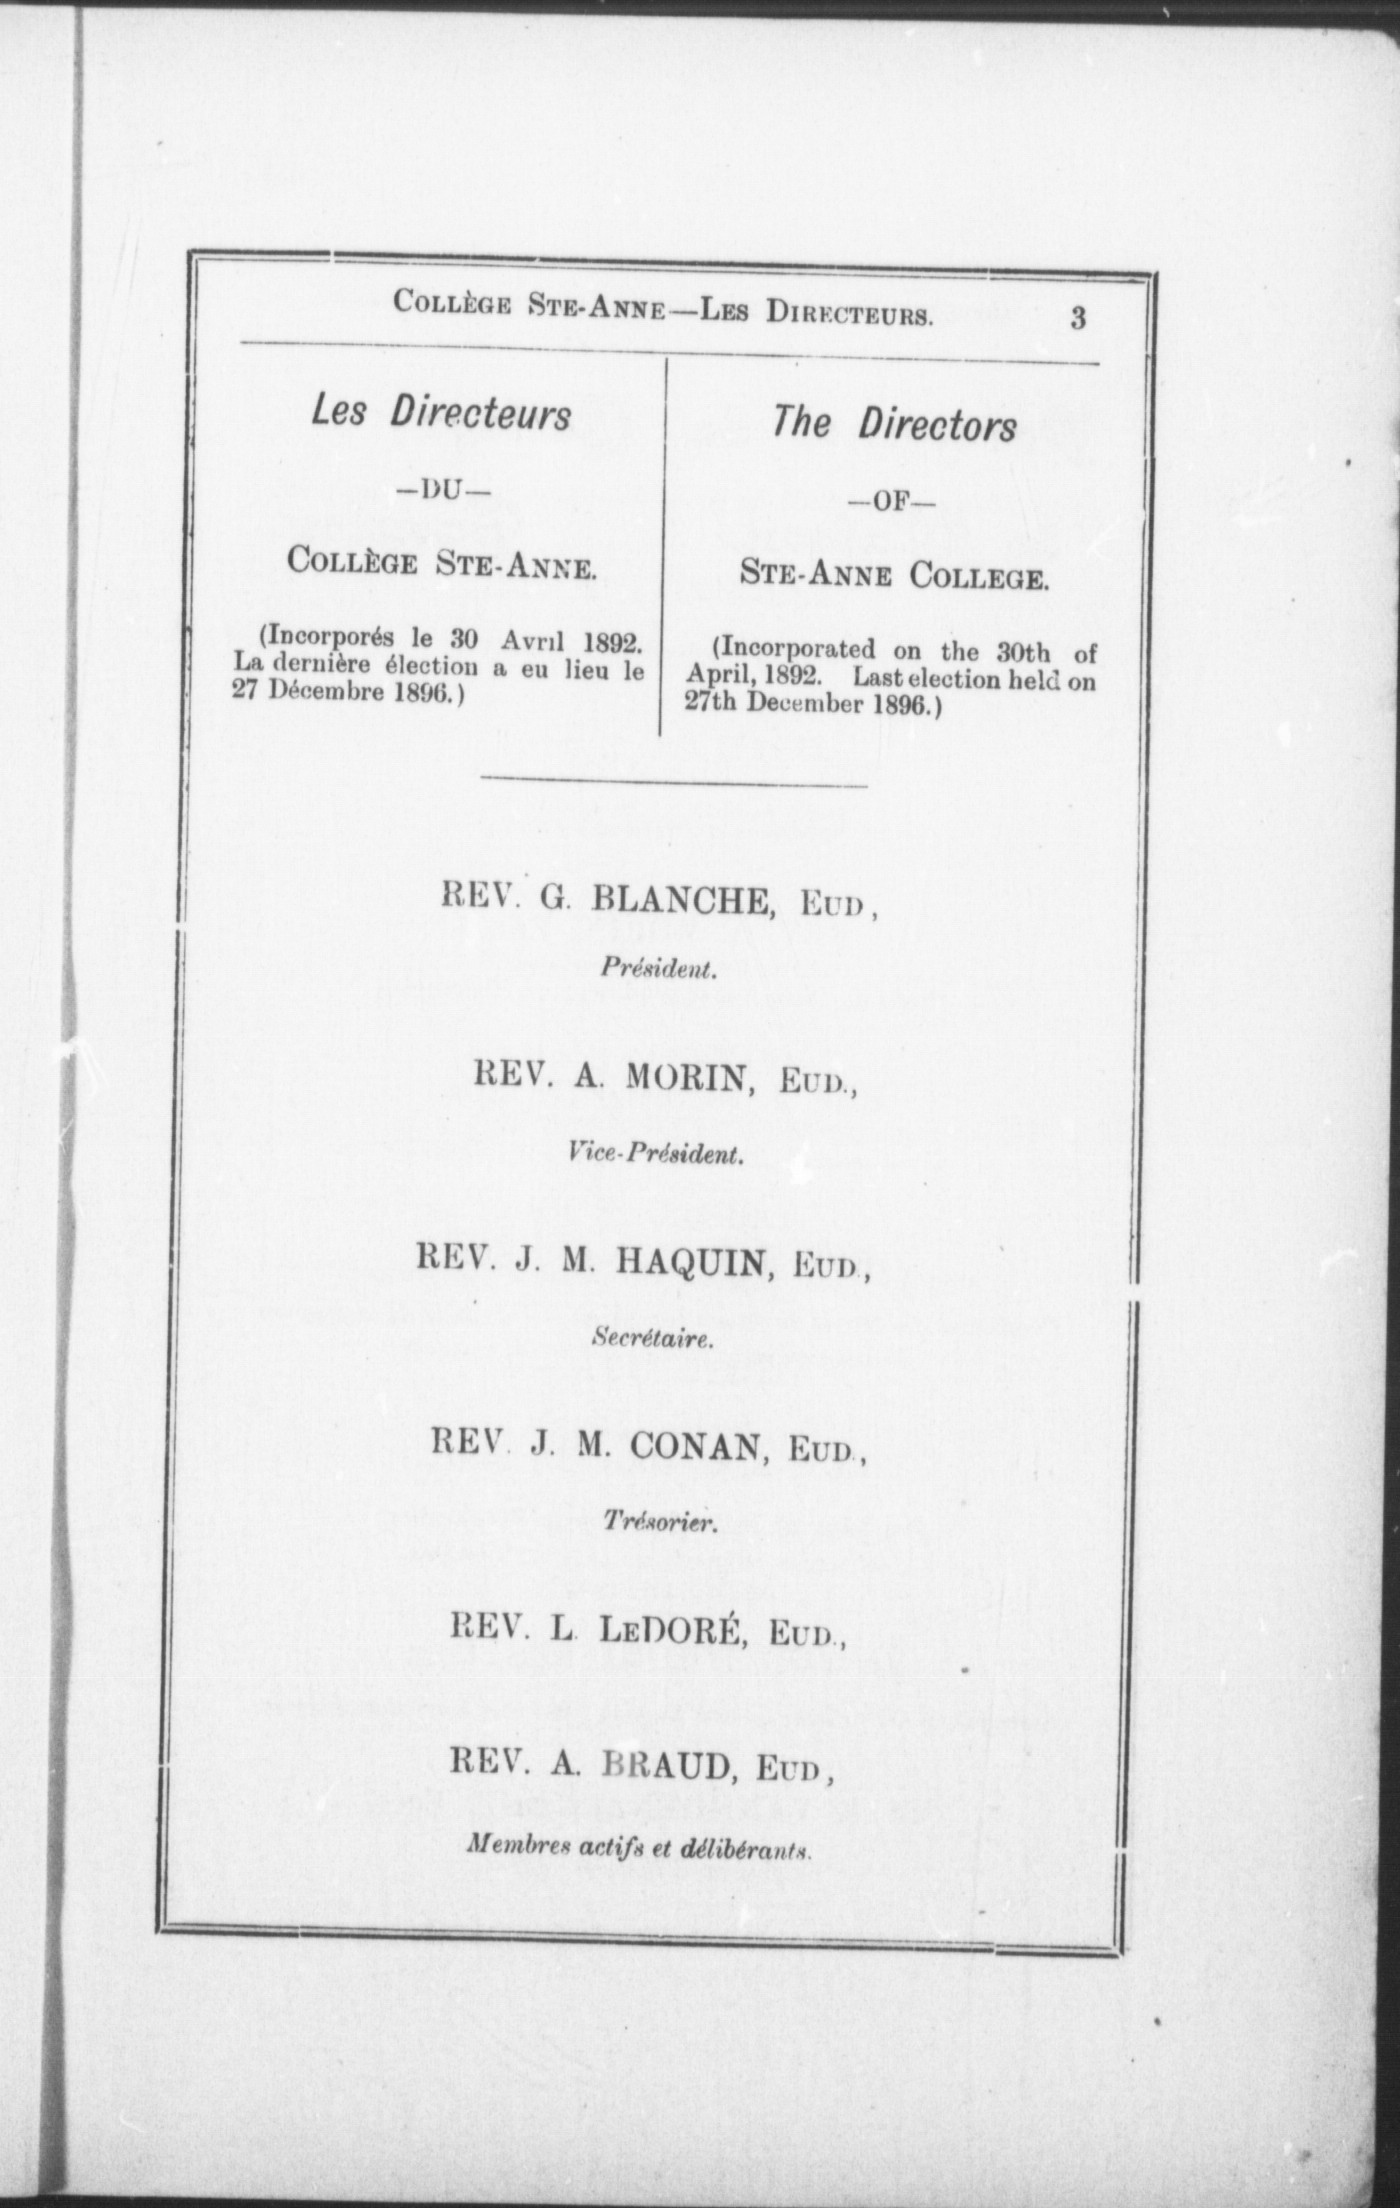 COLLÈGE STE-ANNE—LES DIRECTEURS. 3
Les Directeurs
—DU—
COLLÈGE STE-ANNE.
(Incorporés le 30 Avril 1892.
La dernière élection a eu lieu le
27 Décembre 1896.)
The Directors
—OF—
STE-ANNE COLLEGE.
(Incorporated on the 30th of
April, 1892. Last election held on
27th December 1896.)
REV. G. BLANCHE, EUD,
Président.
REV. A. MORIN, EUD.,
Vice-Président.
REV. J. M. HAQUIN, EUD.,
Secrétaire.
REV. J. M. CONAN, EUD.,
Trésorier.
REV. L. LEDORÉ, EUD.,
REV. A. BRAUD, EUD,
Membres actifs et délibérants.